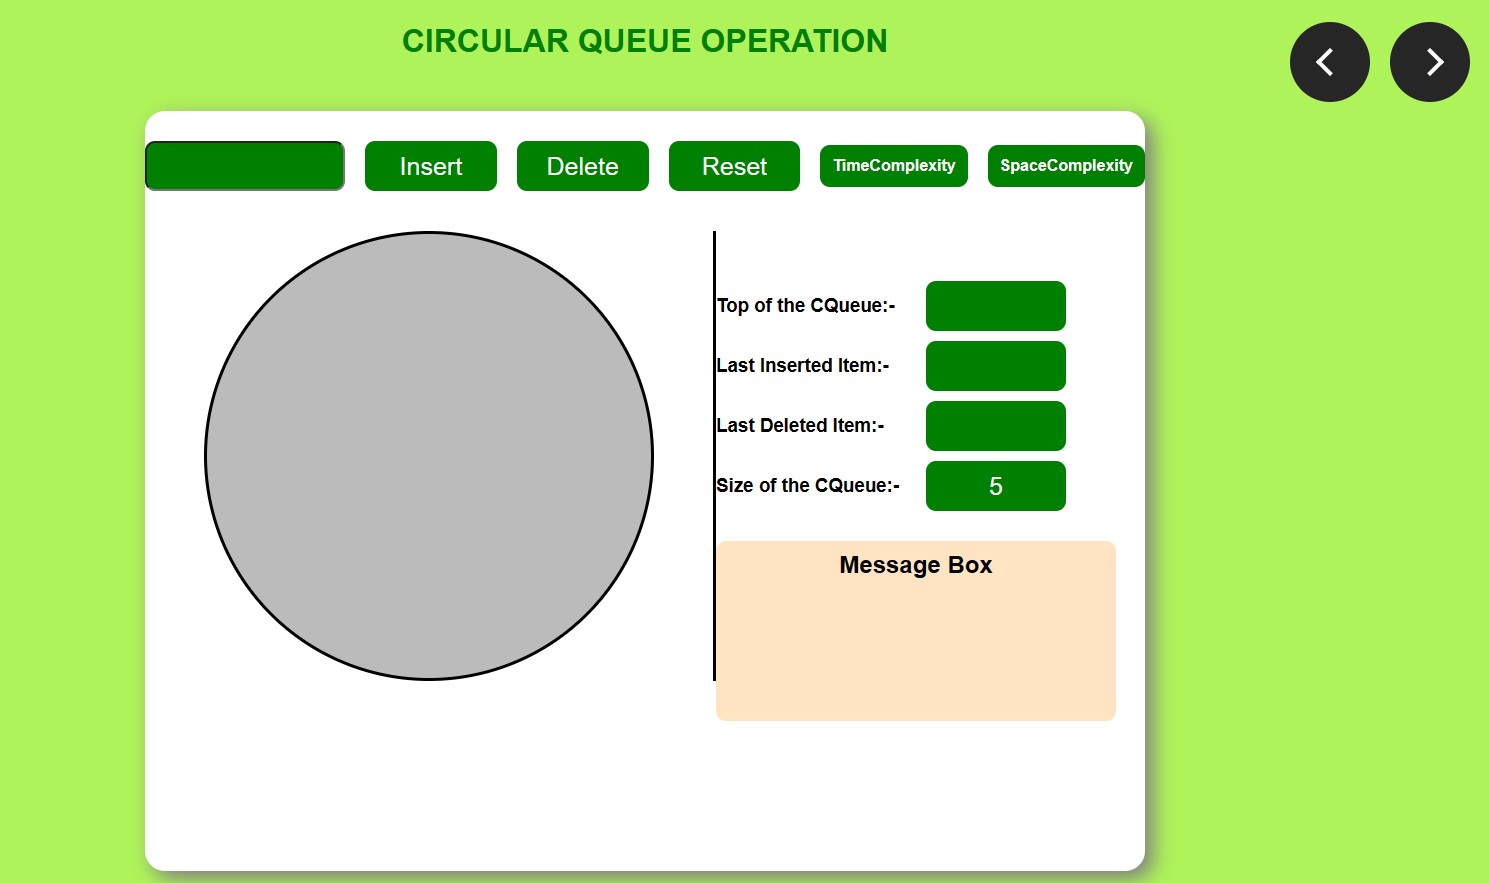 CIRCULAR QUEUE OPERATION
Insert Delete Reset TimeComplexity SpaceComplexity
Top of the CQueue:-
Last Inserted Item:-
Last Deleted Item:-
Size of the CQueue:- 5
Message Box